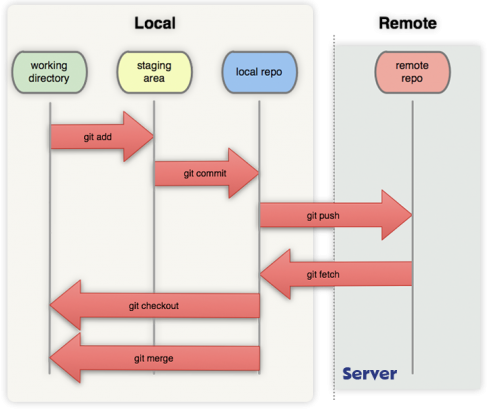 Local
Remote
working
directory
staging
area
local repo
remote
repo
git add
git commit
git push
git fetch
git checkout
git merge
Server